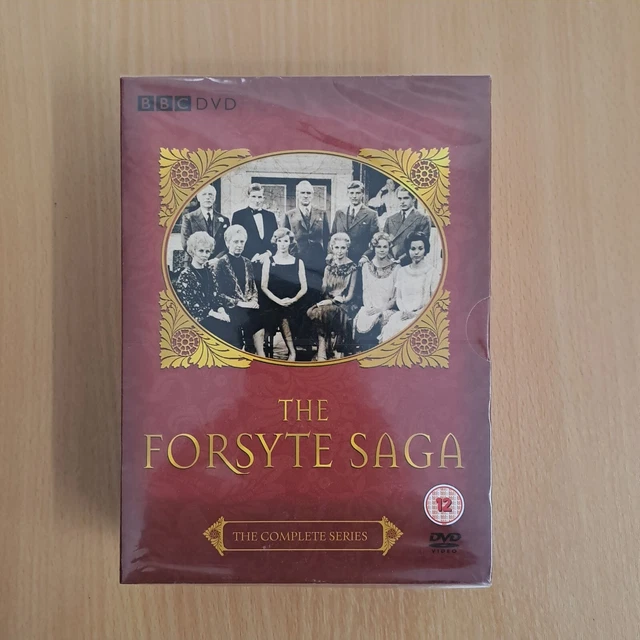 BBC DVD
THE
FORSYTE SAGA
12
THE COMPLETE SERIES
DVD
VIDEO